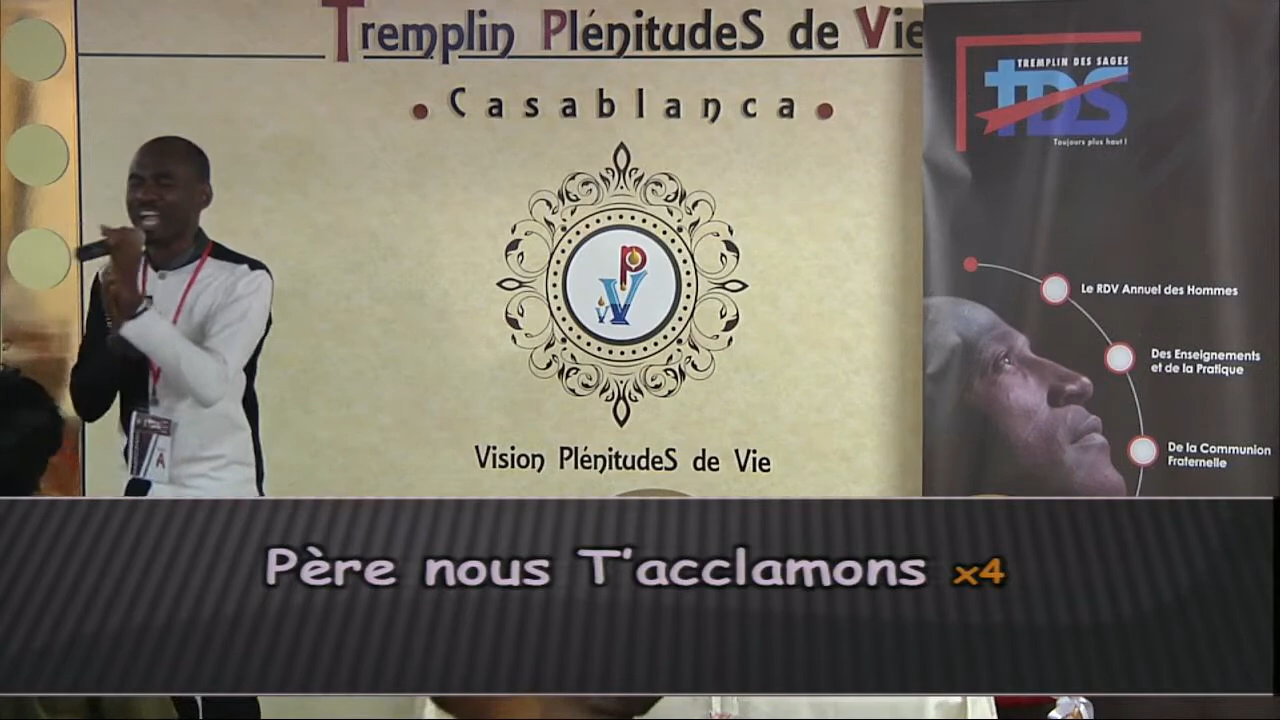 Tremplin PlénitudeS de Vie
• Casablanca •
PV
Vision PlénitudeS de Vie
TREMPLIN DES SAGES
TDS
Toujours plus haut !
Le RDV Annuel des Hommes
Des Enseignements
et de la Pratique
De la Communion
Fraternelle
A
Père nous T'acclamons x4